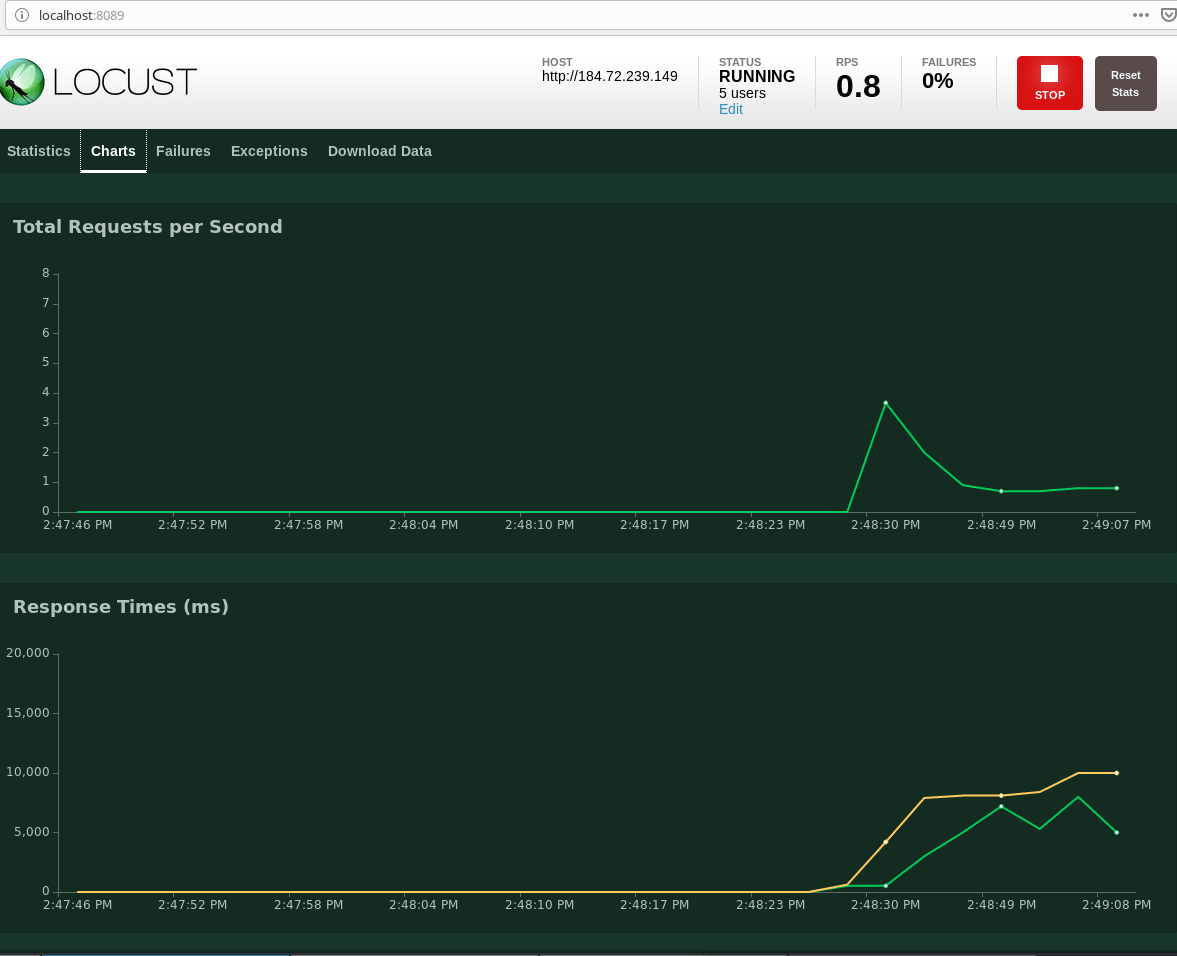 localhost:8089
LOCUST
HOST
http://184.72.239.149
STATUS
RUNNING
5 users
Edit
RPS
0.8
FAILURES
0%
STOP
Reset
Stats
Statistics Charts Failures Exceptions Download Data
Total Requests per Second
8
7
6
5
4
3
2
1
0
2:47:46 PM 2:47:52 PM 2:47:58 PM 2:48:04 PM 2:48:10 PM 2:48:17 PM 2:48:23 PM 2:48:30 PM 2:48:49 PM 2:49:07 PM
Response Times (ms)
20,000
15,000
10,000
5,000
0
2:47:46 PM 2:47:52 PM 2:47:58 PM 2:48:04 PM 2:48:10 PM 2:48:17 PM 2:48:23 PM 2:48:30 PM 2:48:49 PM 2:49:08 PM